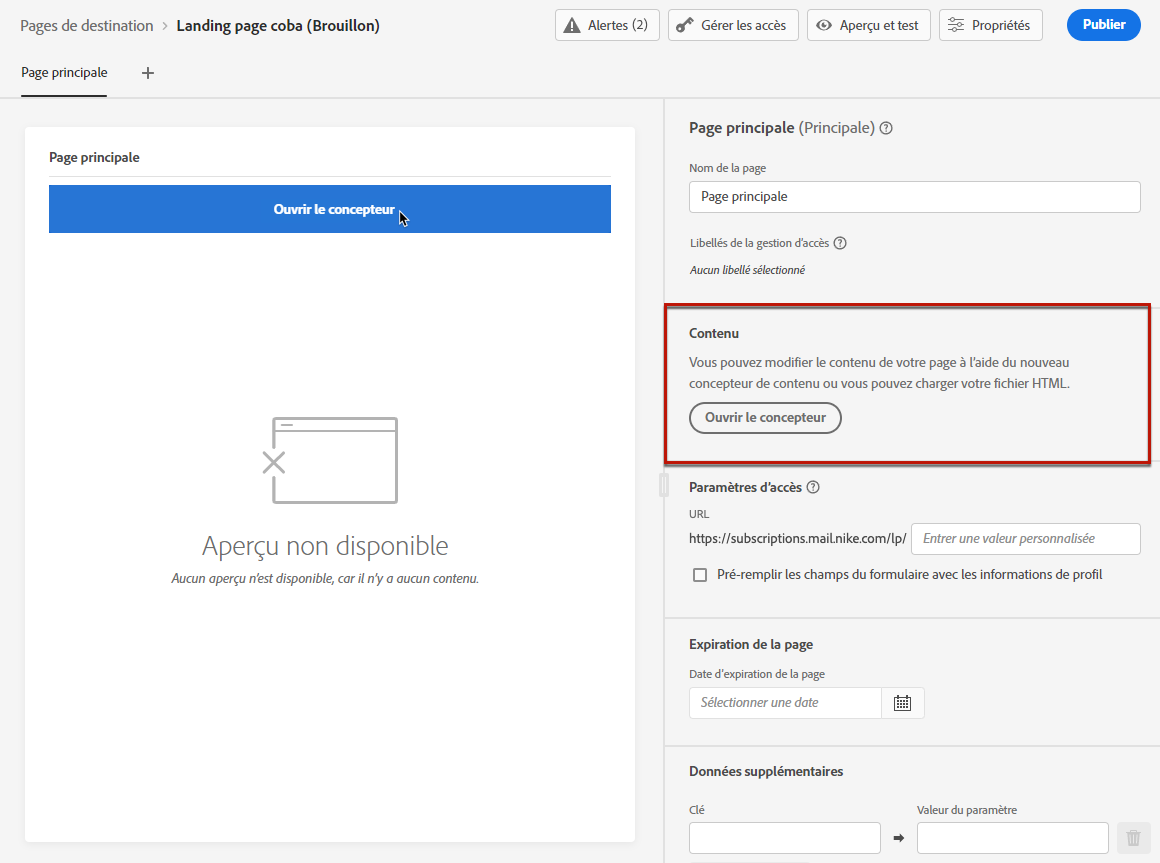 Pages de destination > Landing page coba (Brouillon)
Alertes (2)
Gérer les accès
Aperçu et test
Propriétés
Publier
Page principale
Page principale
Ouvrir le concepteur
Aperçu non disponible
Aucun aperçu n'est disponible, car il n'y a aucun contenu.
Page principale (Principale)
Nom de la page
Page principale
Libellés de la gestion d'accès
Aucun libellé sélectionné
Contenu
Vous pouvez modifier le contenu de votre page à l'aide du nouveau
concepteur de contenu ou vous pouvez charger votre fichier HTML.
Ouvrir le concepteur
Paramètres d'accès
URL
https://subscriptions.mail.nike.com/lp/ Entrer une valeur personnalisée
Pré-remplir les champs du formulaire avec les informations de profil
Expiration de la page
Date d'expiration de la page
Sélectionner une date
Données supplémentaires
Clé
Valeur du paramètre